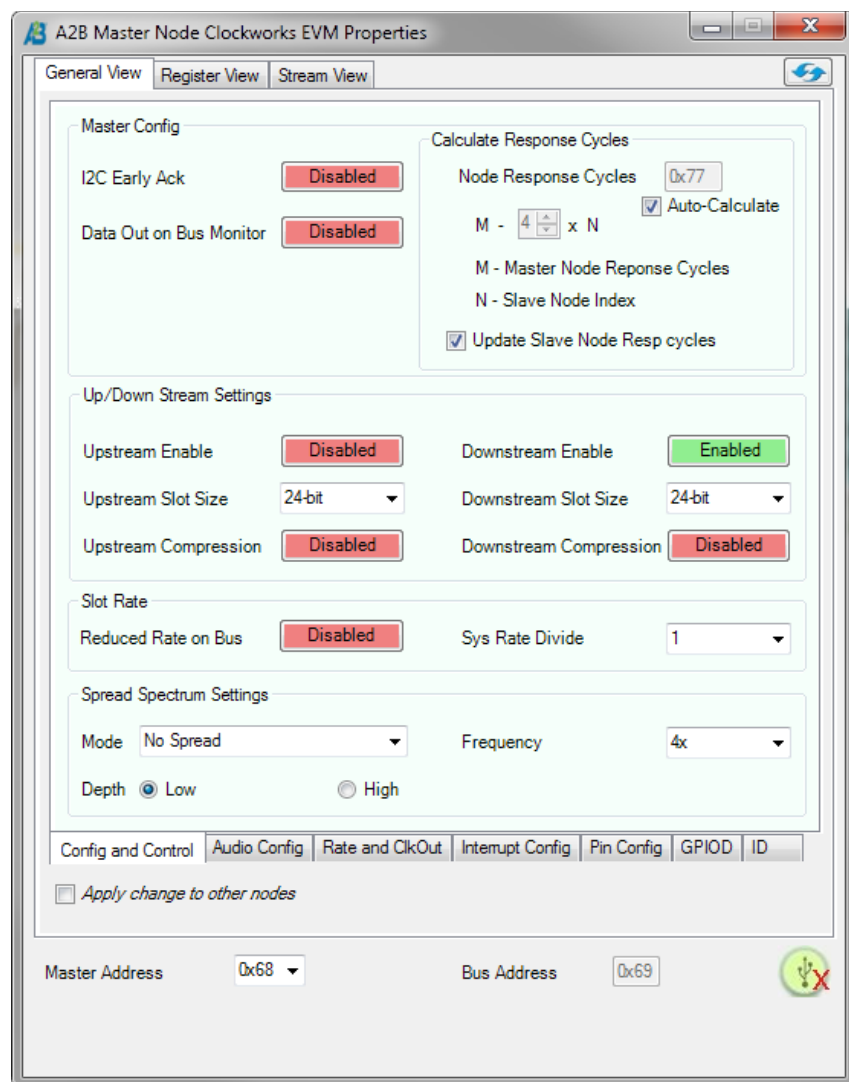 A2B Master Node Clockworks EVM Properties
General View Register View Stream View
Master Config
I2C Early Ack Disabled
Data Out on Bus Monitor Disabled
Calculate Response Cycles
Node Response Cycles 0x77
Auto-Calculate
M - 4 x N
M - Master Node Reponse Cycles
N - Slave Node Index
Update Slave Node Resp cycles
Up/Down Stream Settings
Upstream Enable Disabled Downstream Enable Enabled
Upstream Slot Size 24-bit Downstream Slot Size 24-bit
Upstream Compression Disabled Downstream Compression Disabled
Slot Rate
Reduced Rate on Bus Disabled Sys Rate Divide 1
Spread Spectrum Settings
Mode No Spread Frequency 4x
Depth Low High
Config and Control Audio Config Rate and ClkOut Interrupt Config Pin Config GPIOD ID
Apply change to other nodes
Master Address 0x68 Bus Address 0x69